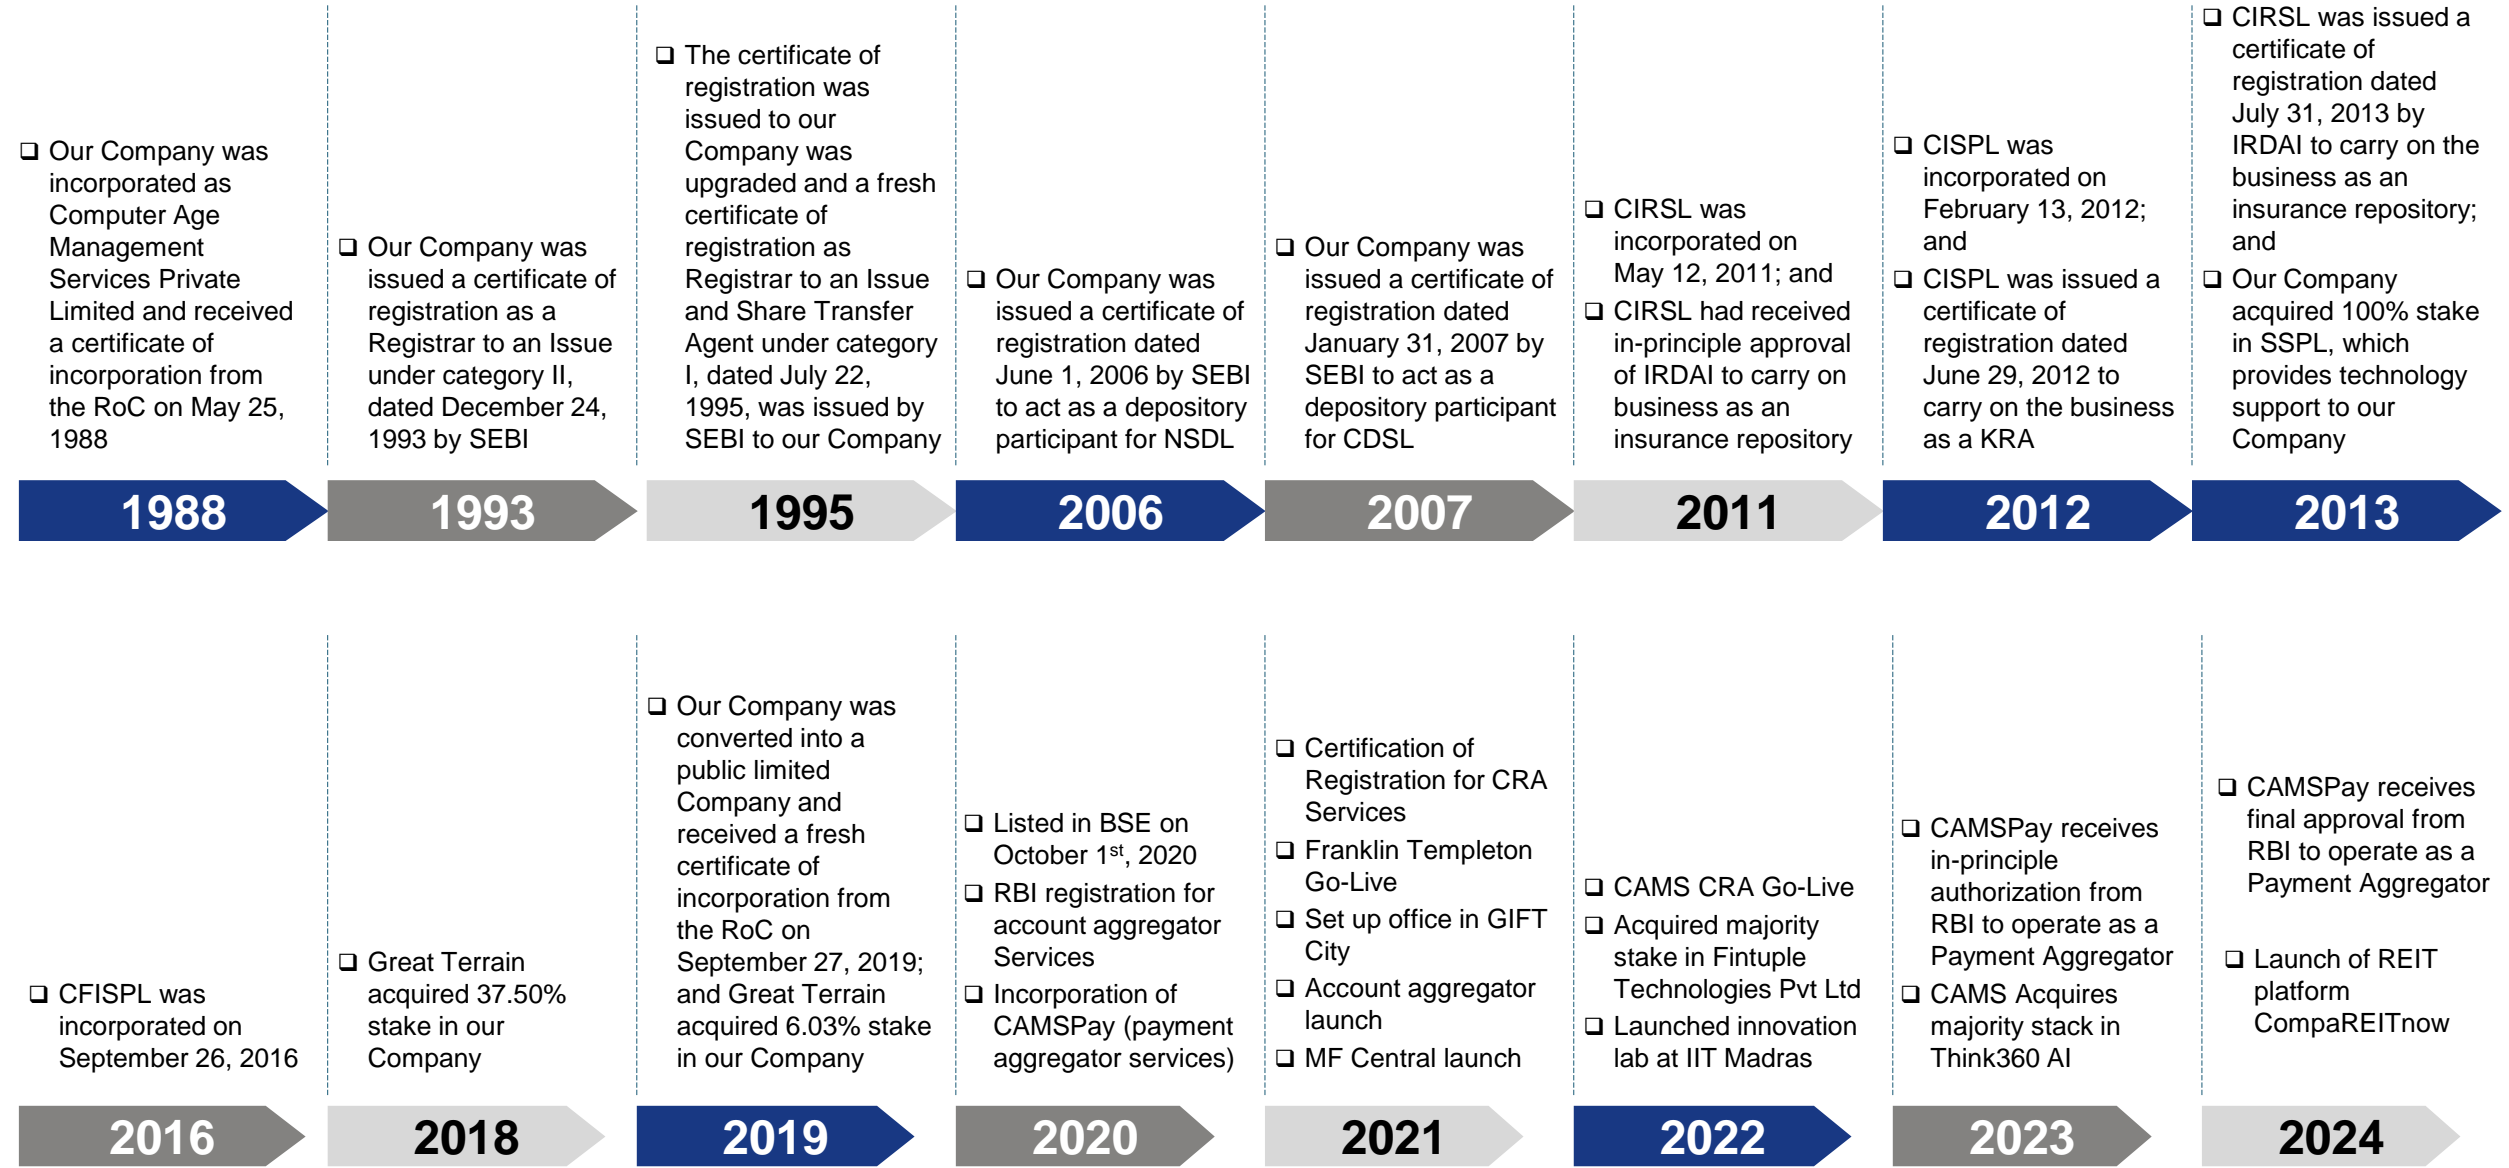 ❑ Our Company was
incorporated as
Computer Age
Management
Services Private
Limited and received
a certificate of
incorporation from
the RoC on May 25,
1988
1988
❑ Our Company was
issued a certificate of
registration as a
Registrar to an Issue
under category II,
dated December 24,
1993 by SEBI
1993
❑ The certificate of
registration was
issued to our
Company was
upgraded and a fresh
certificate of
registration as
Registrar to an Issue
and Share Transfer
Agent under category
I, dated July 22,
1995, was issued by
SEBI to our Company
1995
❑ Our Company was
issued a certificate of
registration dated
June 1, 2006 by SEBI
to act as a depository
participant for NSDL
2006
❑ Our Company was
issued a certificate of
registration dated
January 31, 2007 by
SEBI to act as a
depository participant
for CDSL
2007
❑ CIRSL was
incorporated on
May 12, 2011; and
❑ CIRSL had received
in-principle approval
of IRDAI to carry on
business as an
insurance repository
2011
❑ CISPL was
incorporated on
February 13, 2012;
and
❑ CISPL was issued a
certificate of
registration dated
June 29, 2012 to
carry on the business
as a KRA
2012
❑ CIRSL was issued a
certificate of
registration dated
July 31, 2013 by
IRDAI to carry on the
business as an
insurance repository;
and
❑ Our Company
acquired 100% stake
in SSPL, which
provides technology
support to our
Company
2013
❑ CFISPL was
incorporated on
September 26, 2016
2016
❑ Great Terrain
acquired 37.50%
stake in our
Company
2018
❑ Our Company was
converted into a
public limited
Company and
received a fresh
certificate of
incorporation from
the RoC on
September 27, 2019;
and Great Terrain
acquired 6.03% stake
in our Company
2019
❑ Listed in BSE on
October 1st, 2020
❑ RBI registration for
account aggregator
Services
❑ Incorporation of
CAMSPay (payment
aggregator services)
2020
❑ Certification of
Registration for CRA
Services
❑ Franklin Templeton
Go-Live
❑ Set up office in GIFT
City
❑ Account aggregator
launch
❑ MF Central launch
2021
❑ CAMS CRA Go-Live
❑ Acquired majority
stake in Fintuple
Technologies Pvt Ltd
❑ Launched innovation
lab at IIT Madras
2022
❑ CAMSPay receives
in-principle
authorization from
RBI to operate as a
Payment Aggregator
❑ CAMS Acquires
majority stack in
Think360 AI
2023
❑ CAMSPay receives
final approval from
RBI to operate as a
Payment Aggregator
❑ Launch of REIT
platform
CompaREITnow
2024